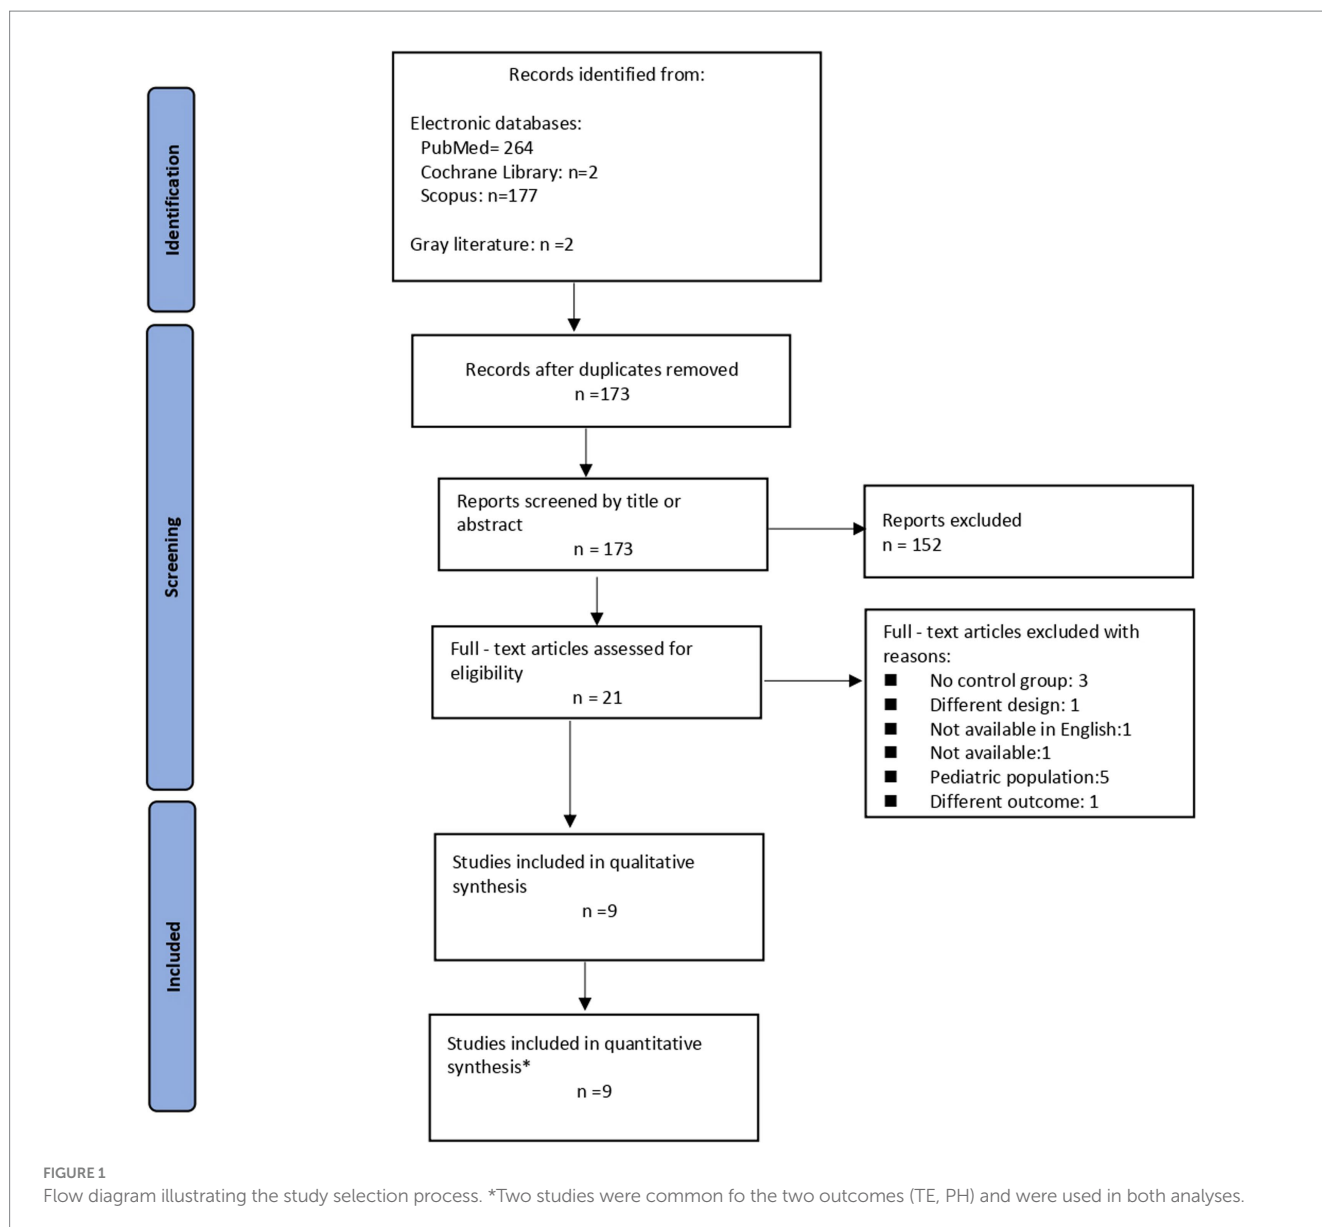 Identification
Records identified from:
Electronic databases:
PubMed= 264
Cochrane Library: n=2
Scopus: n=177
Gray literature: n =2
Screening
Records after duplicates removed
n =173
Reports screened by title or
abstract
n = 173
Reports excluded
n = 152
Full - text articles assessed for
eligibility
n = 21
Full - text articles excluded with
reasons:
■ No control group: 3
■ Different design: 1
■ Not available in English:1
■ Not available:1
■ Pediatric population:5
■ Different outcome: 1
Included
Studies included in qualitative
synthesis
n =9
Studies included in quantitative
synthesis*
n =9
FIGURE 1
Flow diagram illustrating the study selection process. *Two studies were common fo the two outcomes (TE, PH) and were used in both analyses.